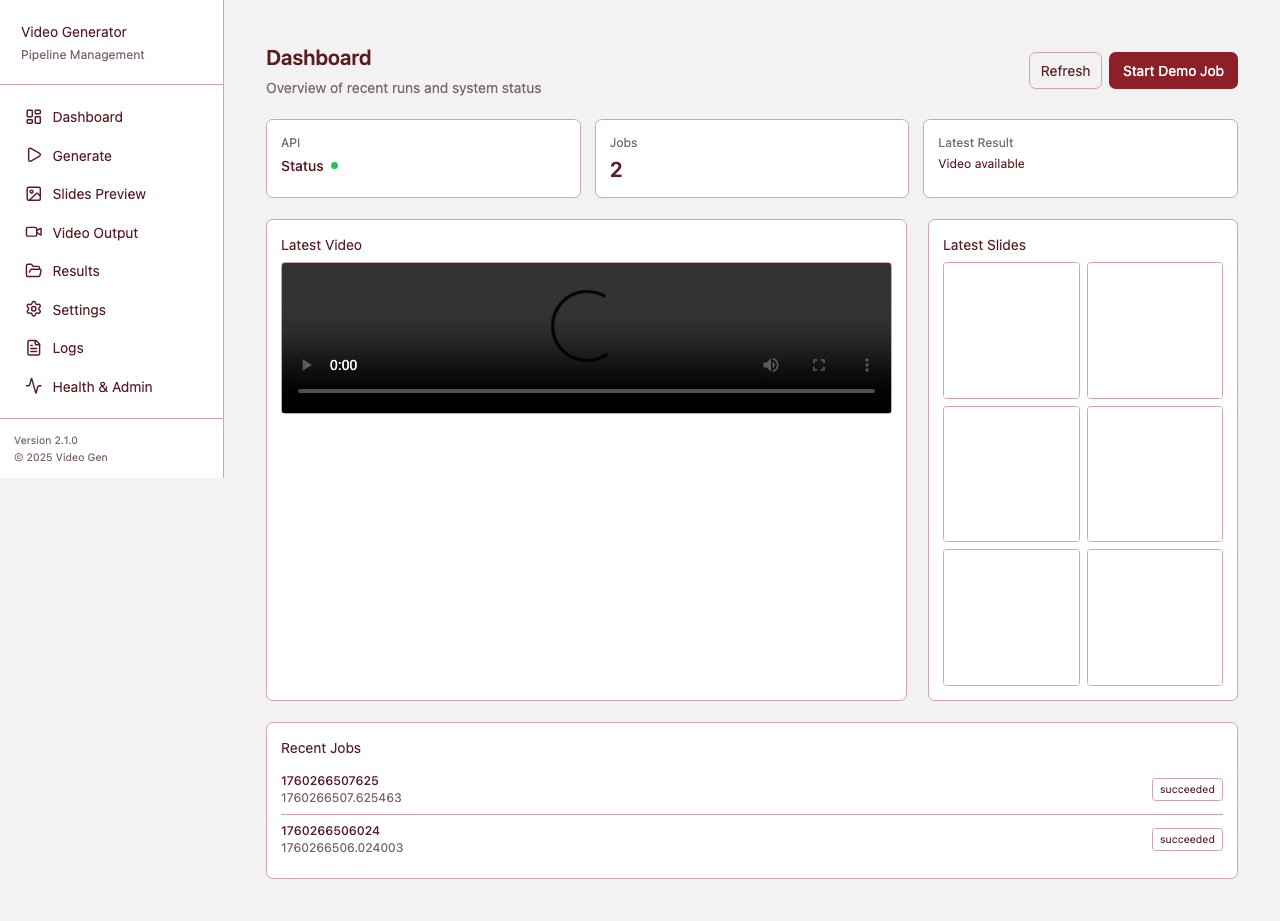 Video Generator
Pipeline Management
Dashboard
Generate
Slides Preview
Video Output
Results
Settings
Logs
Health & Admin
Version 2.1.0
© 2025 Video Gen
Dashboard
Overview of recent runs and system status
Refresh
Start Demo Job
API
Status
Jobs
2
Latest Result
Video available
Latest Video
0:00
Latest Slides
Recent Jobs
1760266507625
1760266507.625463
succeeded
1760266506024
1760266506.024003
succeeded